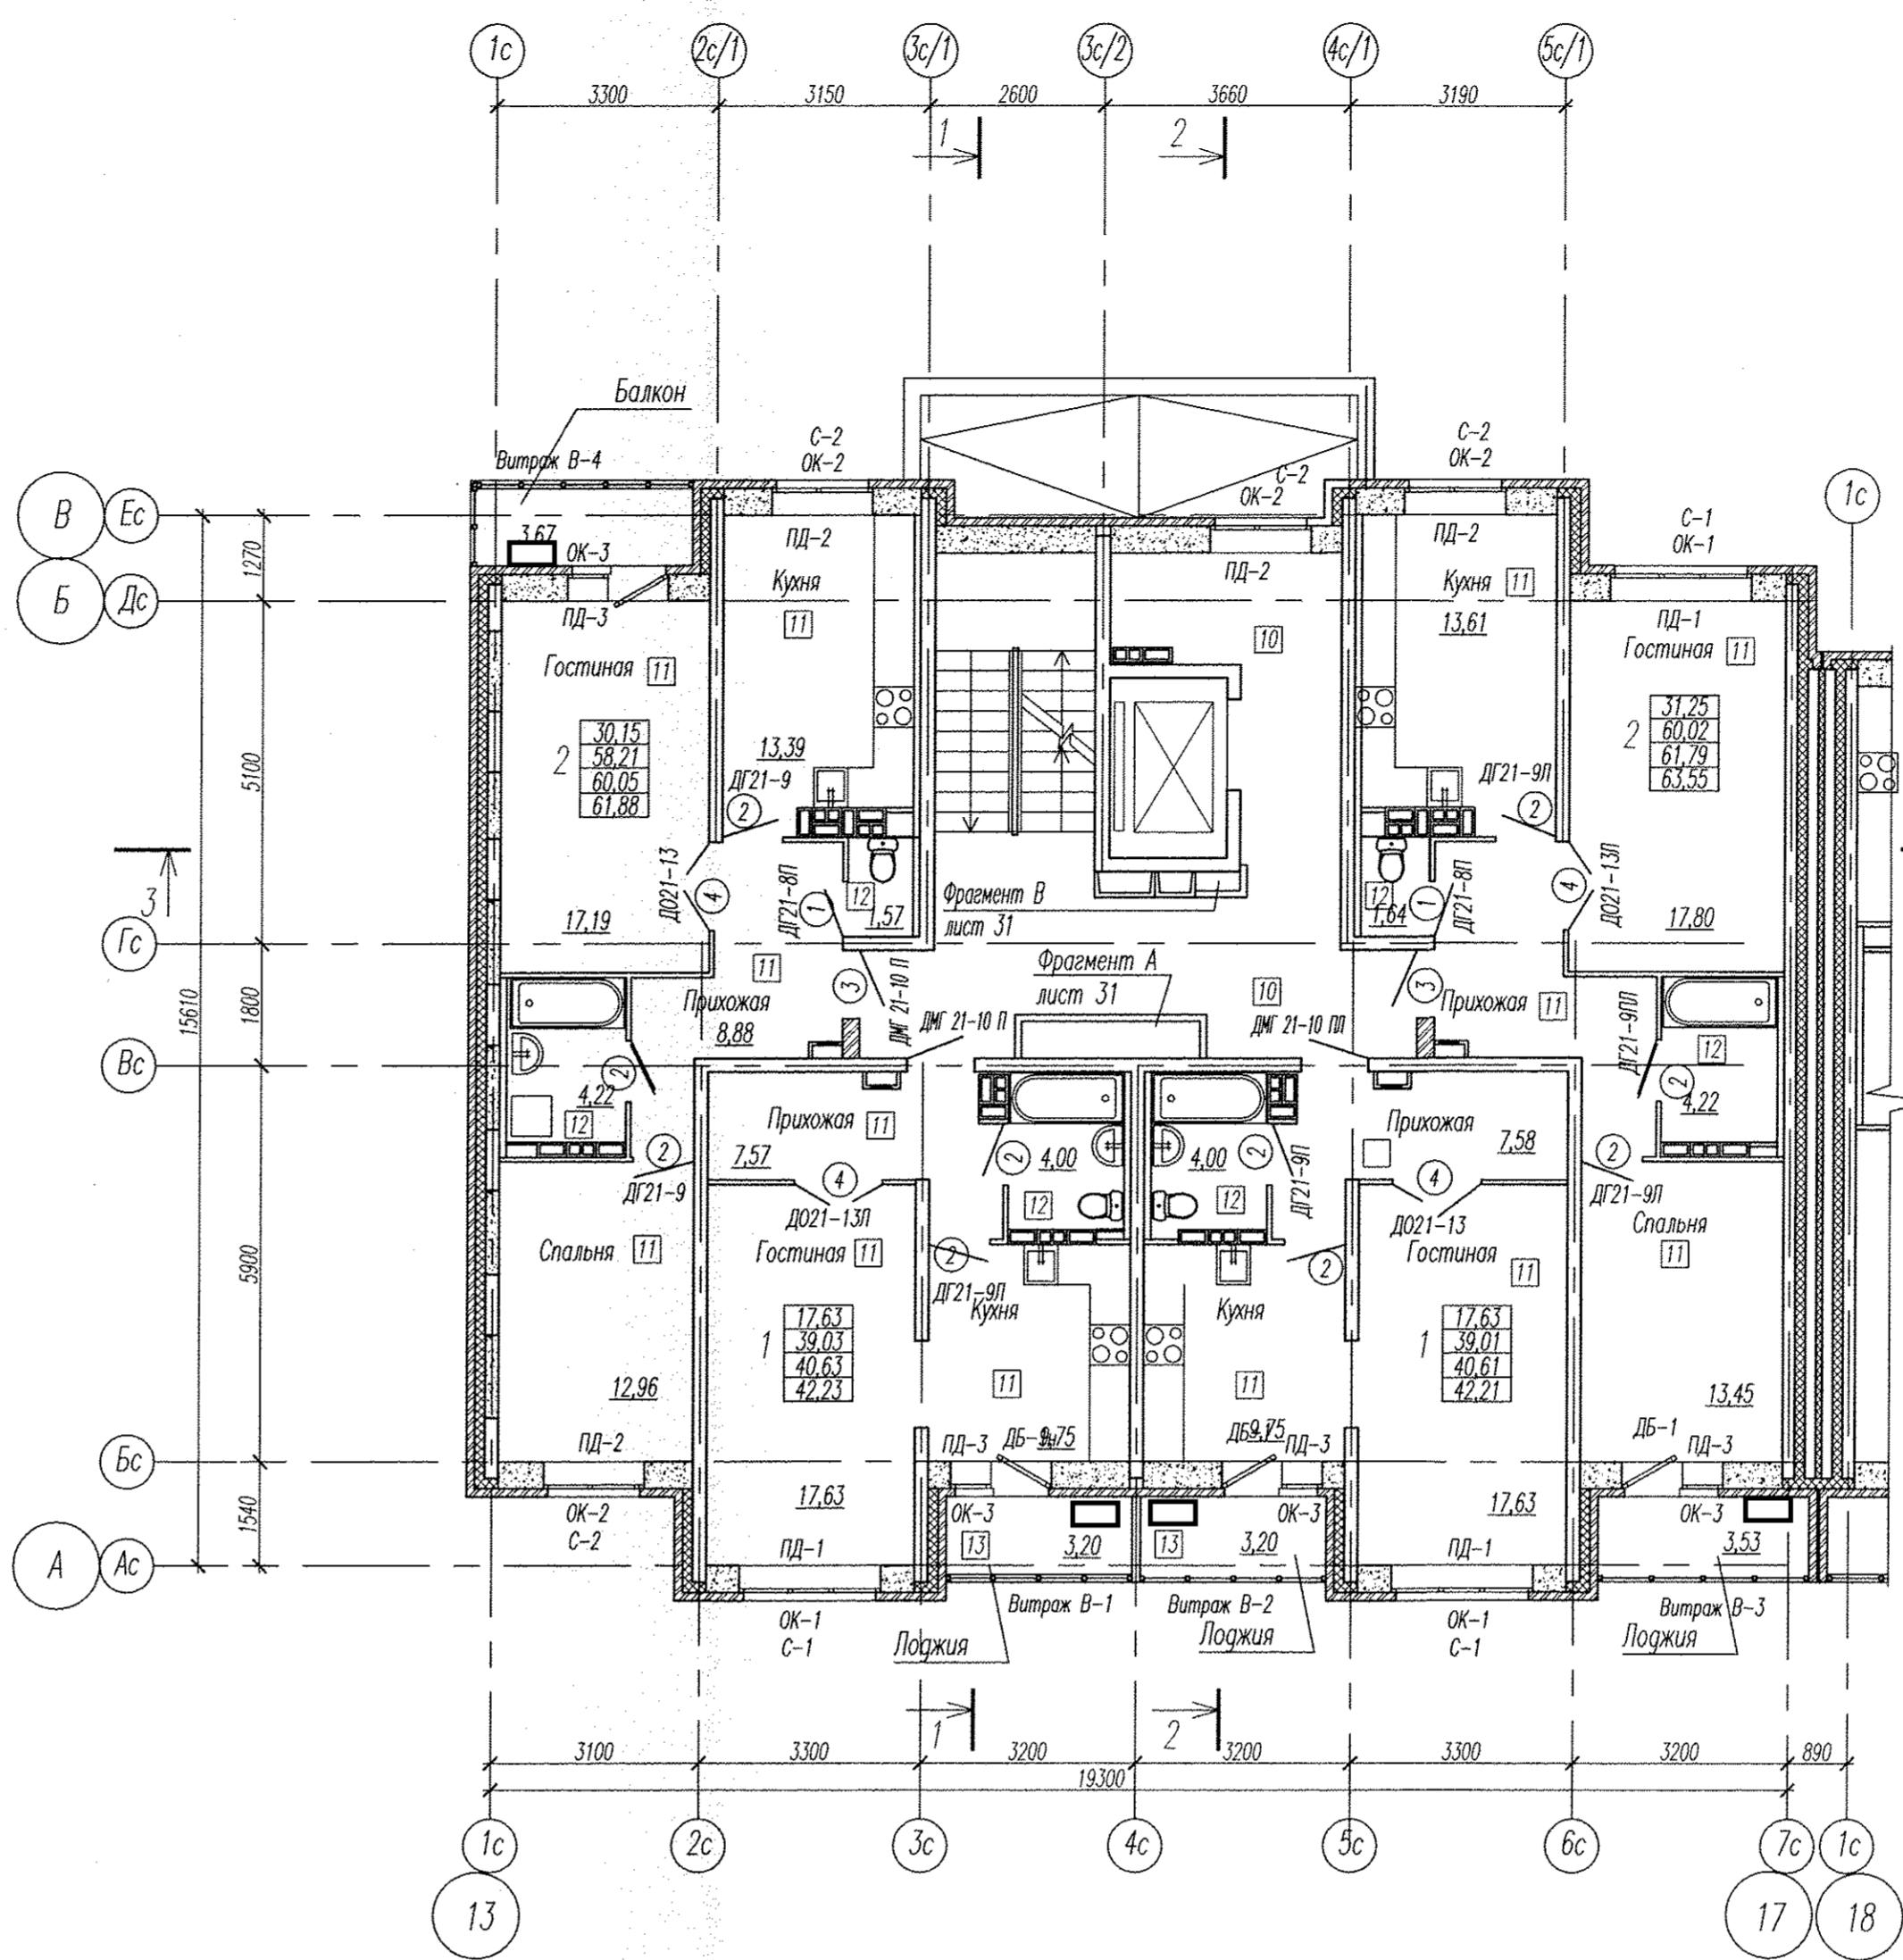 1с 2с/1 3с/1 3с/2 4с/1 5с/1
3300 3150 2600 3660 3190
1 2
Балкон
Витраж В-4
С-2
ОК-2
С-2
ОК-2
С-2
ОК-2
1с
В Ес
С-1
ОК-1
3,67
ОК-3
ПД-2
ПД-2
ПД-2
1270
Б Дс
ПД-3
Кухня
11
10
Кухня 11
13,61
ПД-1
Гостиная 11
Гостиная 11
2
30,15
58,21
60,05
61,88
2
31,25
60,02
61,79
63,55
13,39
ДГ21-9
2
ДГ21-9Л
2
5100
3
ДО21-13
4
ДГ21-8П
1
12
1,57
Фрагмент В
лист 31
12
1,64
1
ДГ21-8П
4
ДО21-13Л
17,19
17,80
Гс
15610
1800
11
Прихожая
8,88
3
ДМГ 21-10 П
Фрагмент А
лист 31
10
3
Прихожая 11
ДМГ 21-10 П
ДМГ 21-10 ПЛ
ДГ21-9ПЛ
12
Вс
2
4,22
12
2
4,22
Прихожая 11
7,57
2
4,00
4,00
2
ДГ21-9П
Прихожая
7,58
2
ДГ21-9
4
ДО21-13Л
12
12
4
ДО21-13
2
ДГ21-9Л
Спальня 11
Гостиная 11
2
ДГ21-9Л
Кухня
Кухня
2
Гостиная
11
Спальня
11
5900
1
17,63
39,03
40,63
42,23
1
17,63
39,01
40,61
42,21
11
11
12,96
13,45
ПД-2
ПД-3
9,75
9,75
ПД-3
ДБ-1
ПД-3
Бс
1540
17,63
17,63
ОК-2
С-2
ОК-3
13
3,20
13
3,20
ОК-3
ОК-3
3,53
А Ас
ПД-1
ПД-1
ОК-1
С-1
Витраж В-1
Витраж В-2
ОК-1
С-1
Витраж В-3
Лоджия
Лоджия
Лоджия
1 2
3100 3300 3200 3200 3300 3200 890
19300
1с 2с 3с 4с 5с 6с 7с 1с
13 17 18